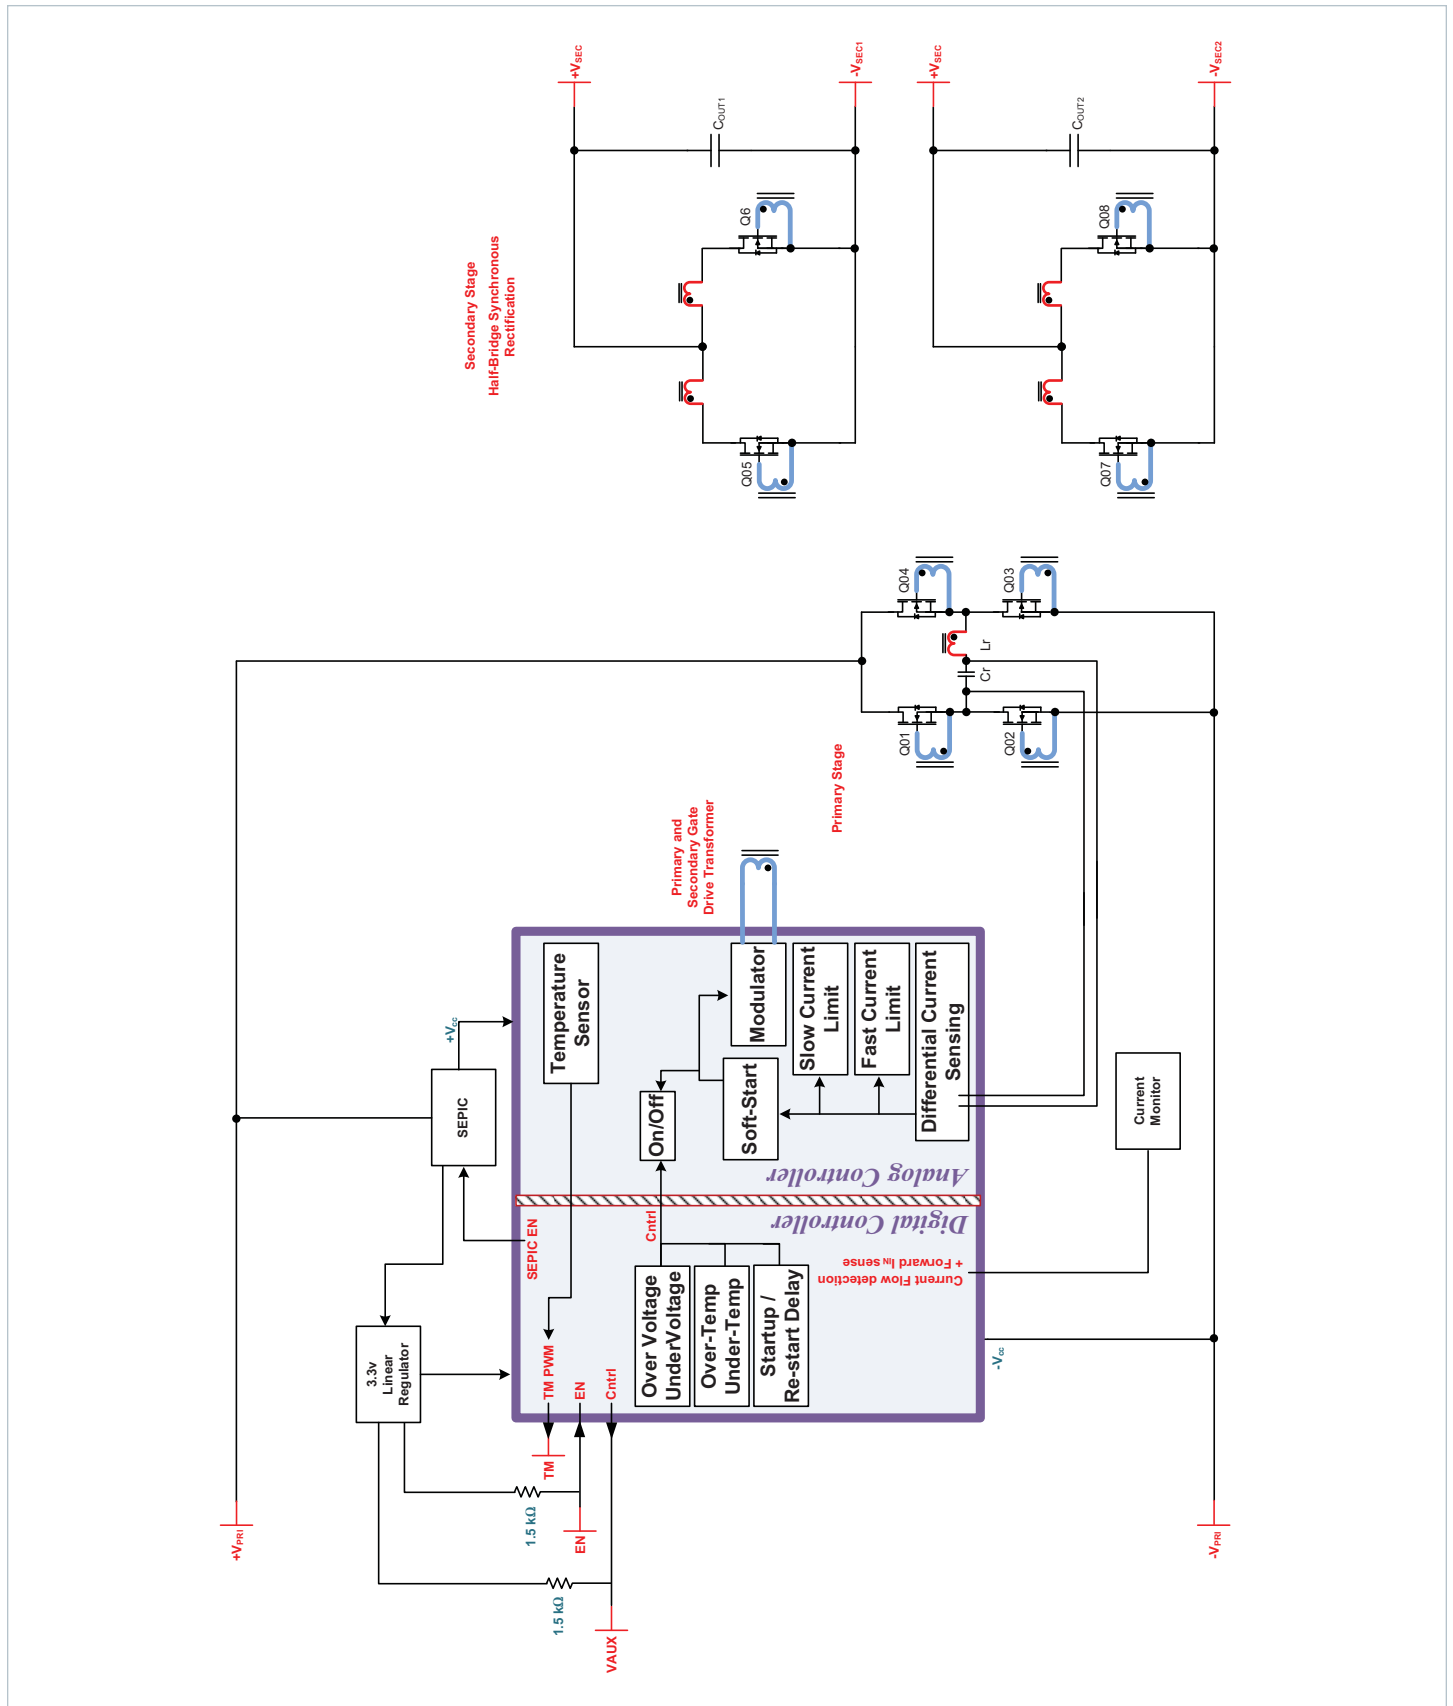 +VPRI
-VPRI
VAUX
1.5 kΩ
EN
1.5 kΩ
TM
3.3v
Linear
Regulator
SEPIC
+Vcc
-Vcc
SEPIC EN
TM PWM
EN
Cntrl
Cntrl
Over Voltage
UnderVoltage
Over-Temp
Under-Temp
Startup /
Re-start Delay
Digital Controller
Analog Controller
Current Flow detection
+ Forward IIN sense
Temperature
Sensor
On/Off
Soft-Start
Modulator
Slow Current
Limit
Fast Current
Limit
Differential Current
Sensing
Current
Monitor
Primary and
Secondary Gate
Drive Transformer
Primary Stage
Q01
Q02
Q04
Q03
Cr
Lr
Secondary Stage
Half-Bridge Synchronous
Rectification
Q05
Q6
COUT1
+VSEC
-VSEC1
Q07
Q08
COUT2
+VSEC
-VSEC2